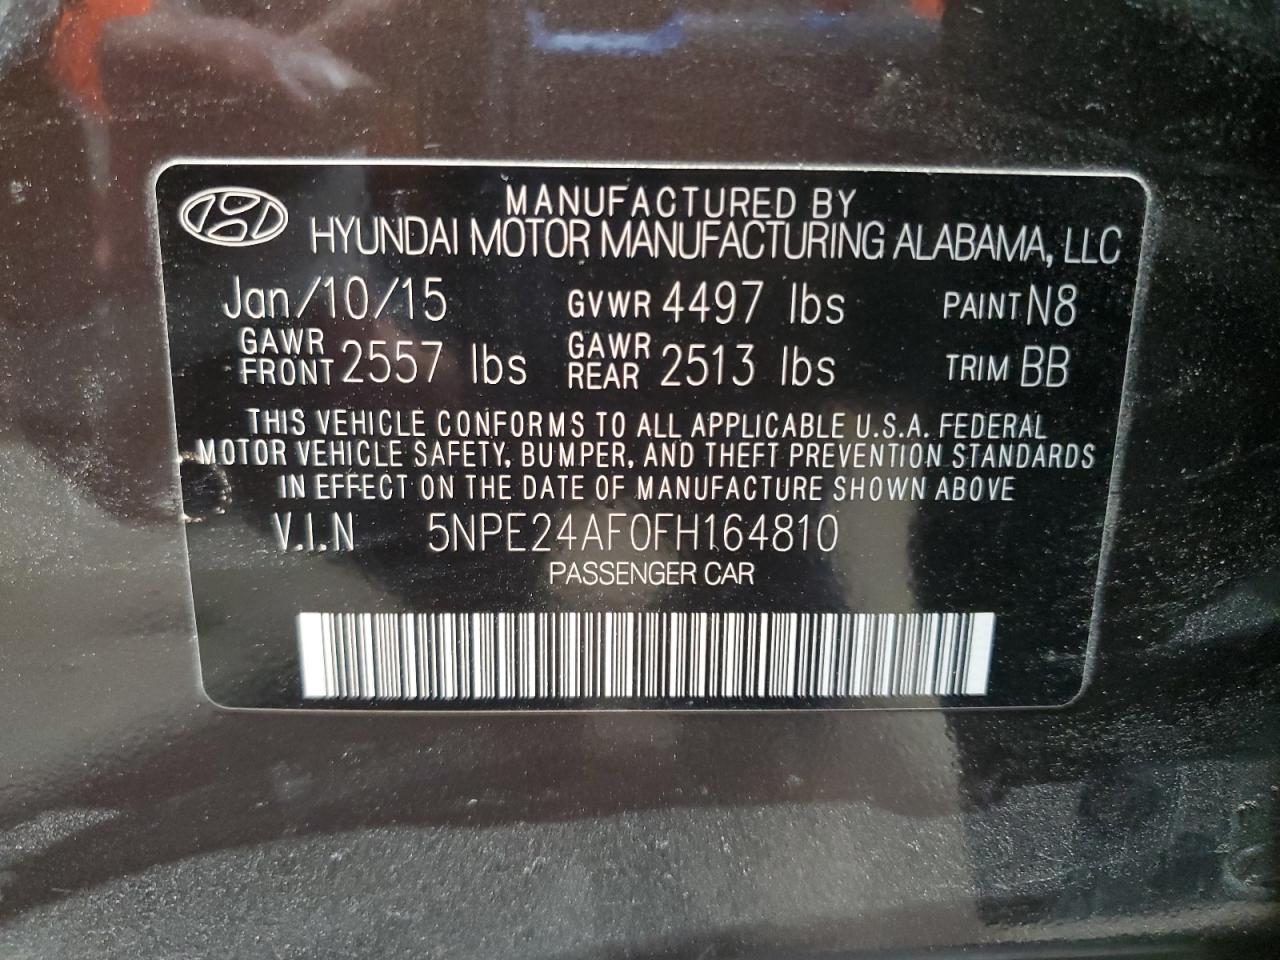 MANUFACTURED BY
HYUNDAI MOTOR MANUFACTURING ALABAMA, LLC
Jan/10/15 GVWR 4497 lbs PAINT N8
GAWR FRONT 2557 lbs GAWR REAR 2513 lbs TRIM BB
THIS VEHICLE CONFORMS TO ALL APPLICABLE U.S.A. FEDERAL
MOTOR VEHICLE SAFETY, BUMPER, AND THEFT PREVENTION STANDARDS
IN EFFECT ON THE DATE OF MANUFACTURE SHOWN ABOVE
V.I.N 5NPE24AF0FH164810
PASSENGER CAR